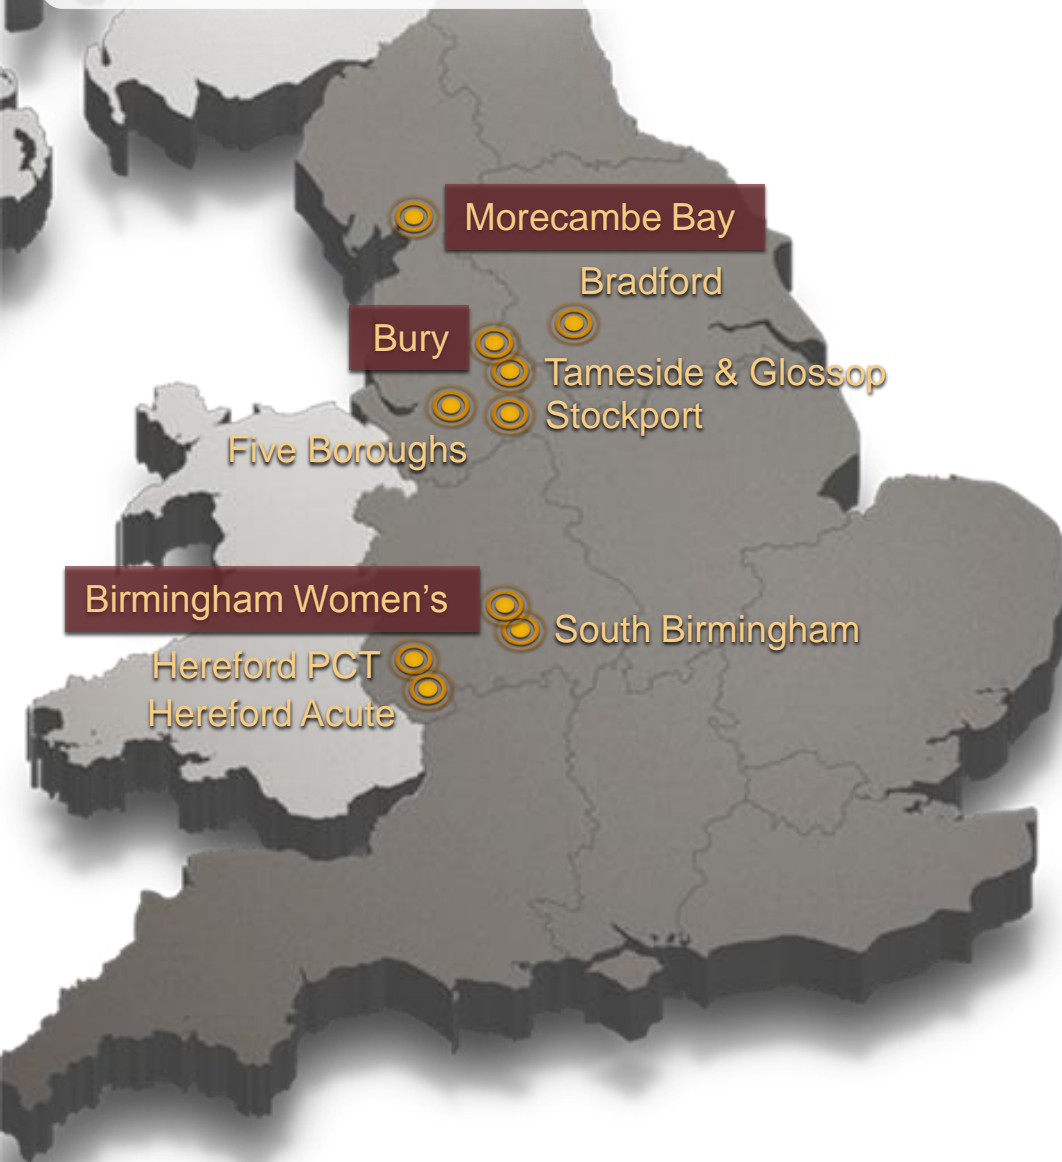 Morecambe Bay
Bradford
Bury
Tameside & Glossop
Stockport
Five Boroughs
Birmingham Women’s
South Birmingham
Hereford PCT
Hereford Acute